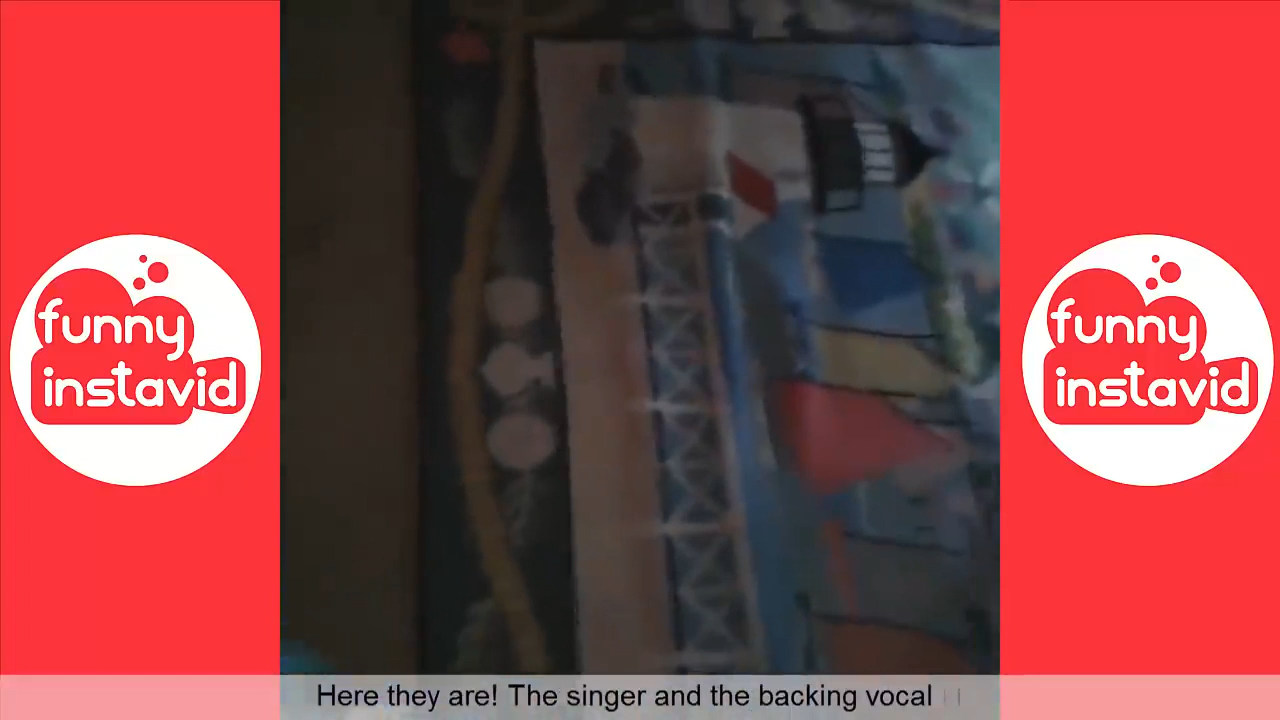 funny
instavid
funny
instavid
Here they are! The singer and the backing vocal